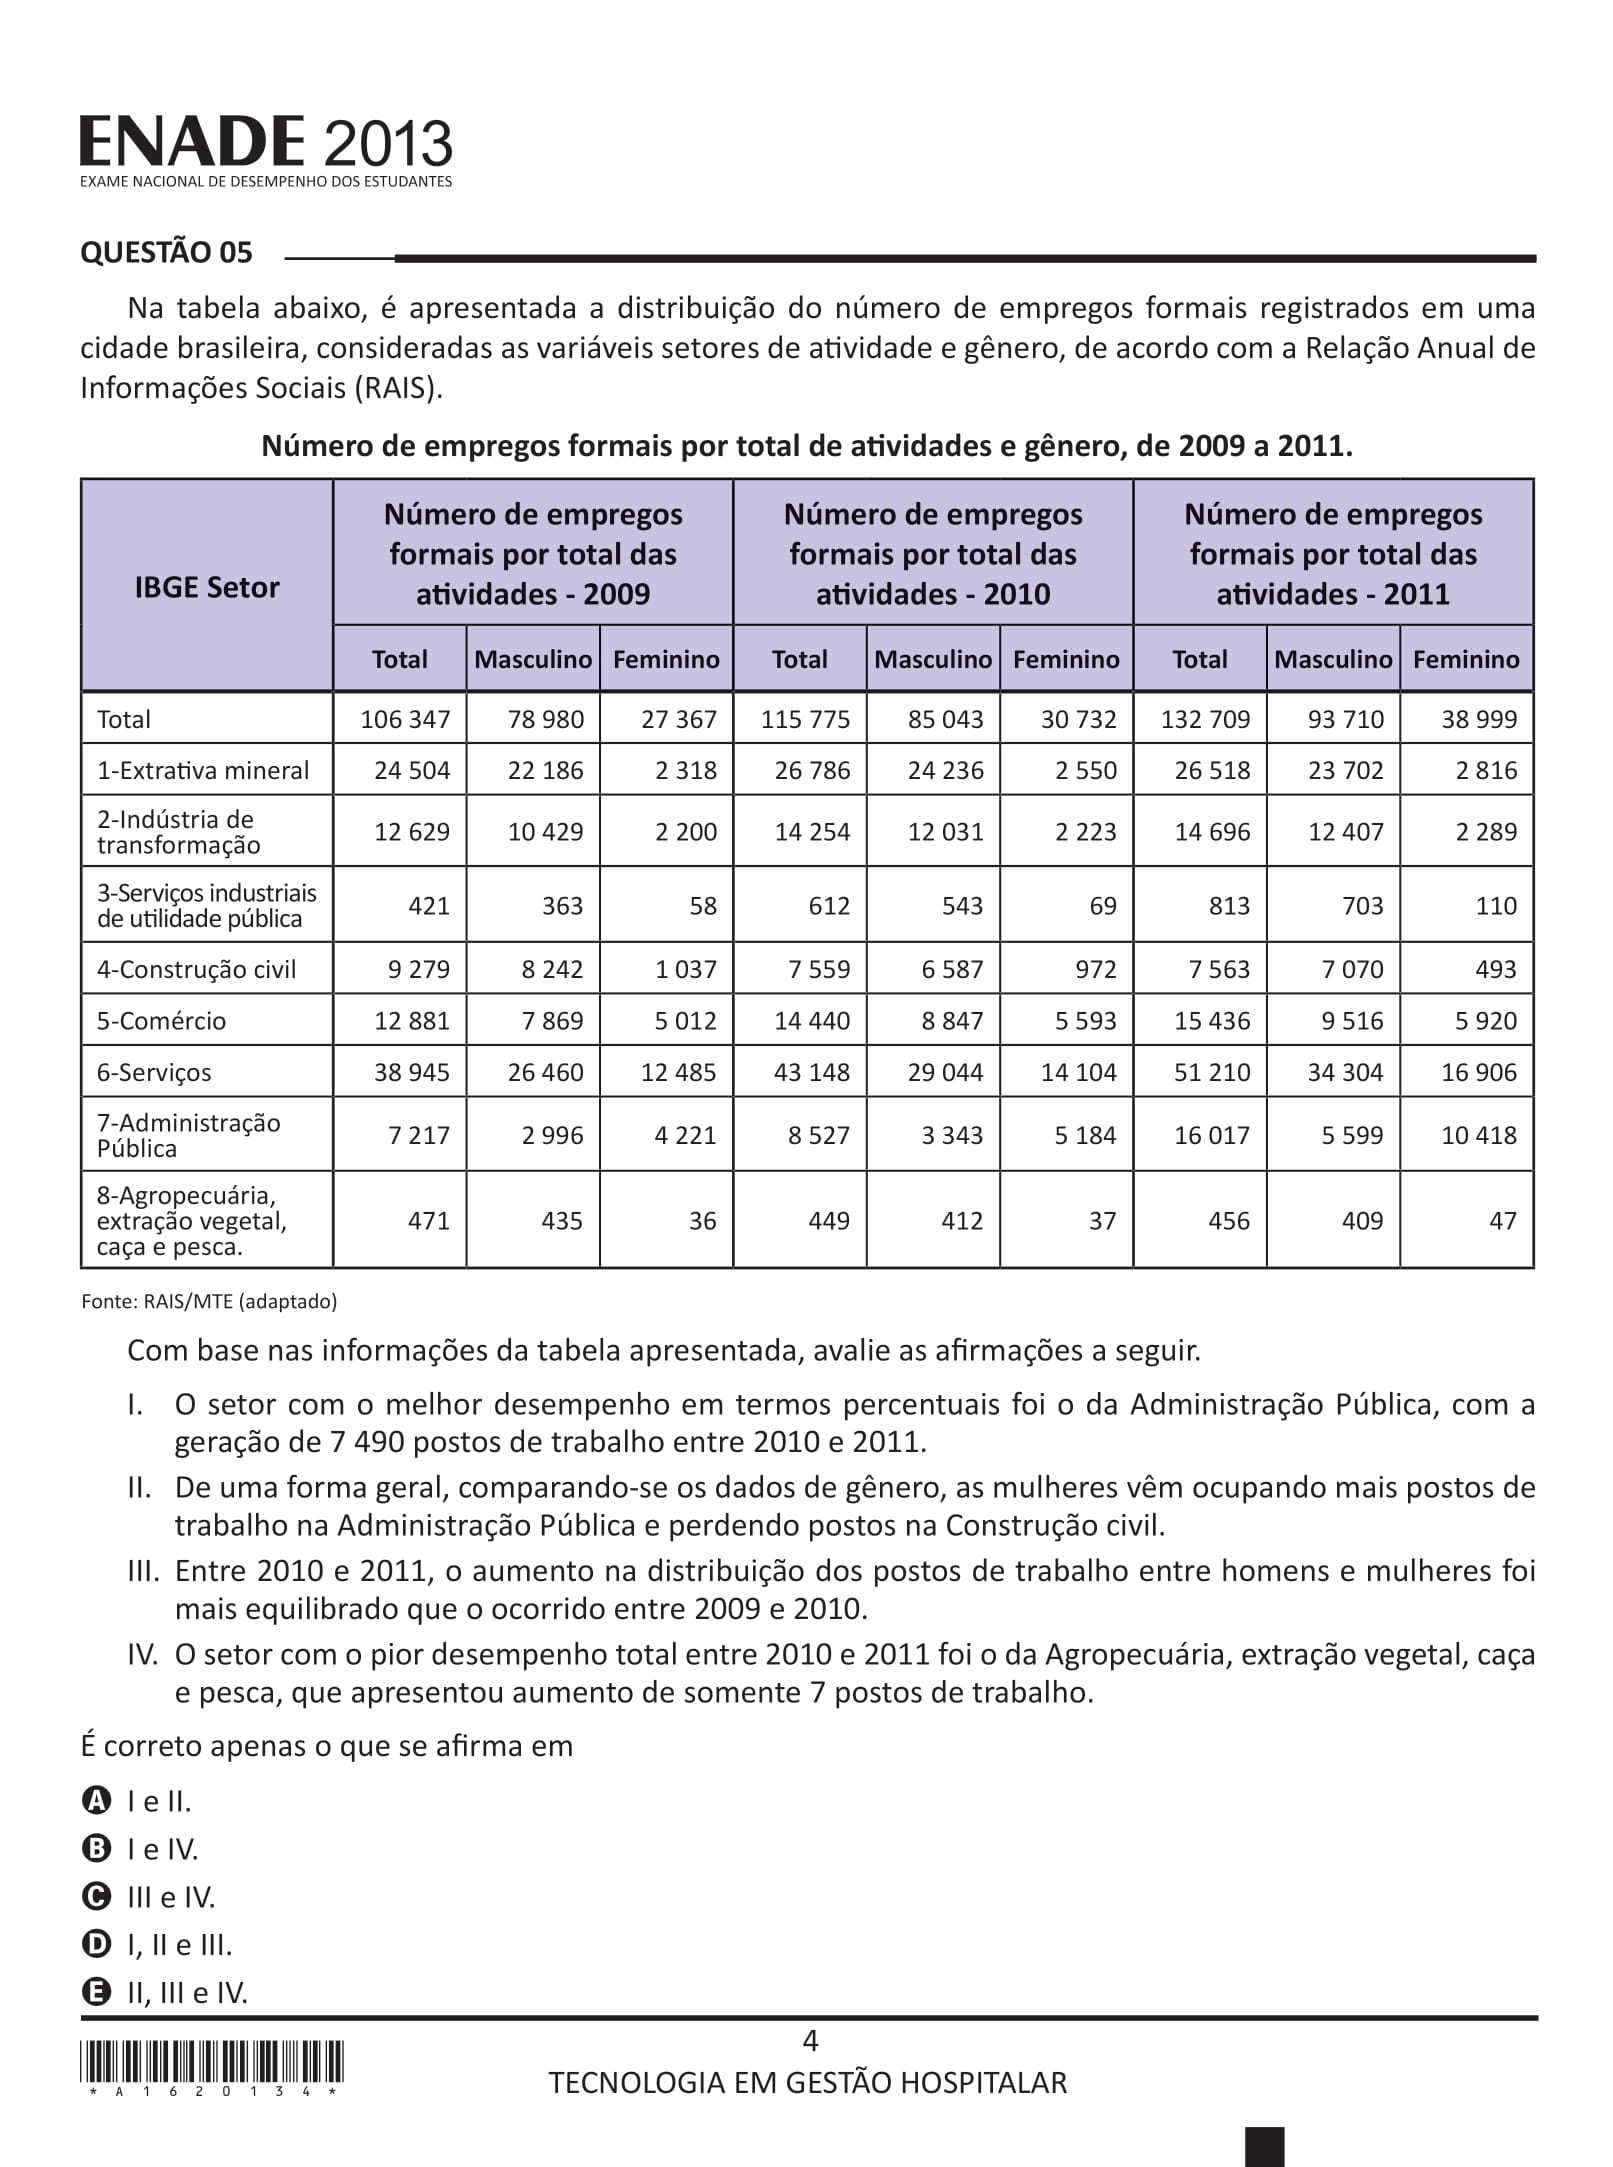 ENADE 2013
EXAME NACIONAL DE DESEMPENHO DOS ESTUDANTES
QUESTÃO 05
Na tabela abaixo, é apresentada a distribuição do número de empregos formais registrados em uma
cidade brasileira, consideradas as variáveis setores de atividade e gênero, de acordo com a Relação Anual de
Informações Sociais (RAIS).
Número de empregos formais por total de atividades e gênero, de 2009 a 2011.
IBGE Setor
Número de empregos
formais por total das
atividades - 2009
Número de empregos
formais por total das
atividades - 2010
Número de empregos
formais por total das
atividades - 2011
Total Masculino Feminino Total Masculino Feminino Total Masculino Feminino
Total 106 347 78 980 27 367 115 775 85 043 30 732 132 709 93 710 38 999
1-Extrativa mineral 24 504 22 186 2 318 26 786 24 236 2 550 26 518 23 702 2 816
2-Indústria de
transformação 12 629 10 429 2 200 14 254 12 031 2 223 14 696 12 407 2 289
3-Serviços industriais
de utilidade pública 421 363 58 612 543 69 813 703 110
4-Construção civil 9 279 8 242 1 037 7 559 6 587 972 7 563 7 070 493
5-Comércio 12 881 7 869 5 012 14 440 8 847 5 593 15 436 9 516 5 920
6-Serviços 38 945 26 460 12 485 43 148 29 044 14 104 51 210 34 304 16 906
7-Administração
Pública 7 217 2 996 4 221 8 527 3 343 5 184 16 017 5 599 10 418
8-Agropecuária,
extração vegetal,
caça e pesca. 471 435 36 449 412 37 456 409 47
Fonte: RAIS/MTE (adaptado)
Com base nas informações da tabela apresentada, avalie as afirmações a seguir.
I. O setor com o melhor desempenho em termos percentuais foi o da Administração Pública, com a
geração de 7 490 postos de trabalho entre 2010 e 2011.
II. De uma forma geral, comparando-se os dados de gênero, as mulheres vêm ocupando mais postos de
trabalho na Administração Pública e perdendo postos na Construção civil.
III. Entre 2010 e 2011, o aumento na distribuição dos postos de trabalho entre homens e mulheres foi
mais equilibrado que o ocorrido entre 2009 e 2010.
IV. O setor com o pior desempenho total entre 2010 e 2011 foi o da Agropecuária, extração vegetal, caça
e pesca, que apresentou aumento de somente 7 postos de trabalho.
É correto apenas o que se afirma em
A I e II.
B I e IV.
C III e IV.
D I, II e III.
E II, III e IV.
4
TECNOLOGIA EM GESTÃO HOSPITALAR
* A 1 6 2 0 1 3 4 *